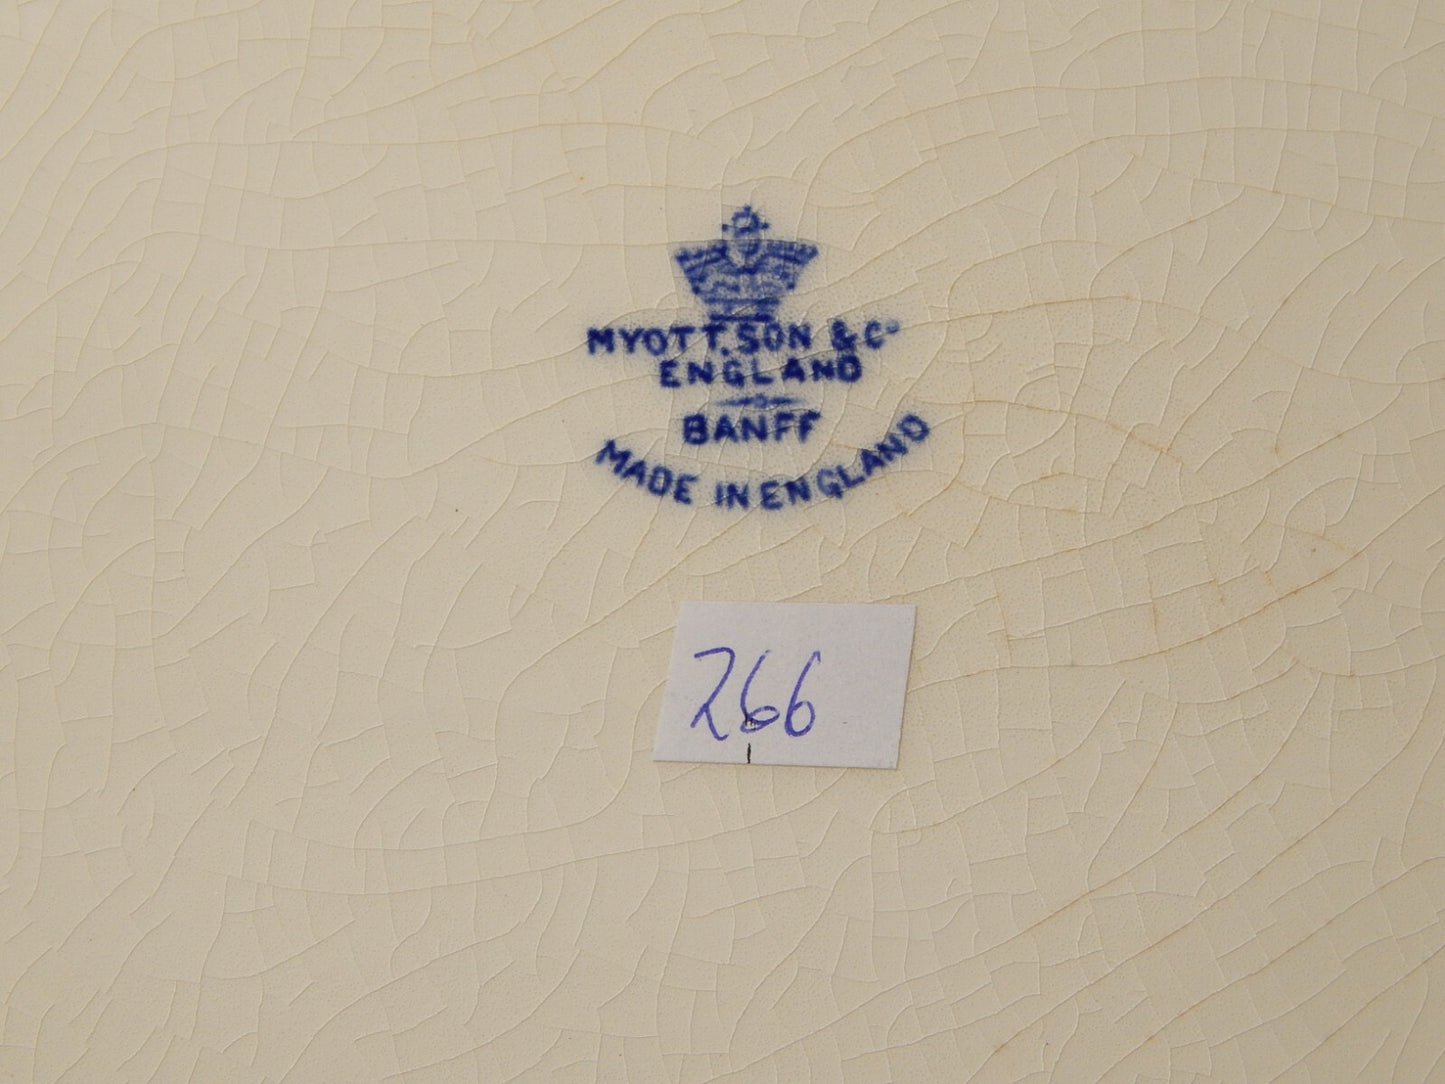 MYOTT, SON & Co
ENGLAND
BANFF
MADE IN ENGLAND
266